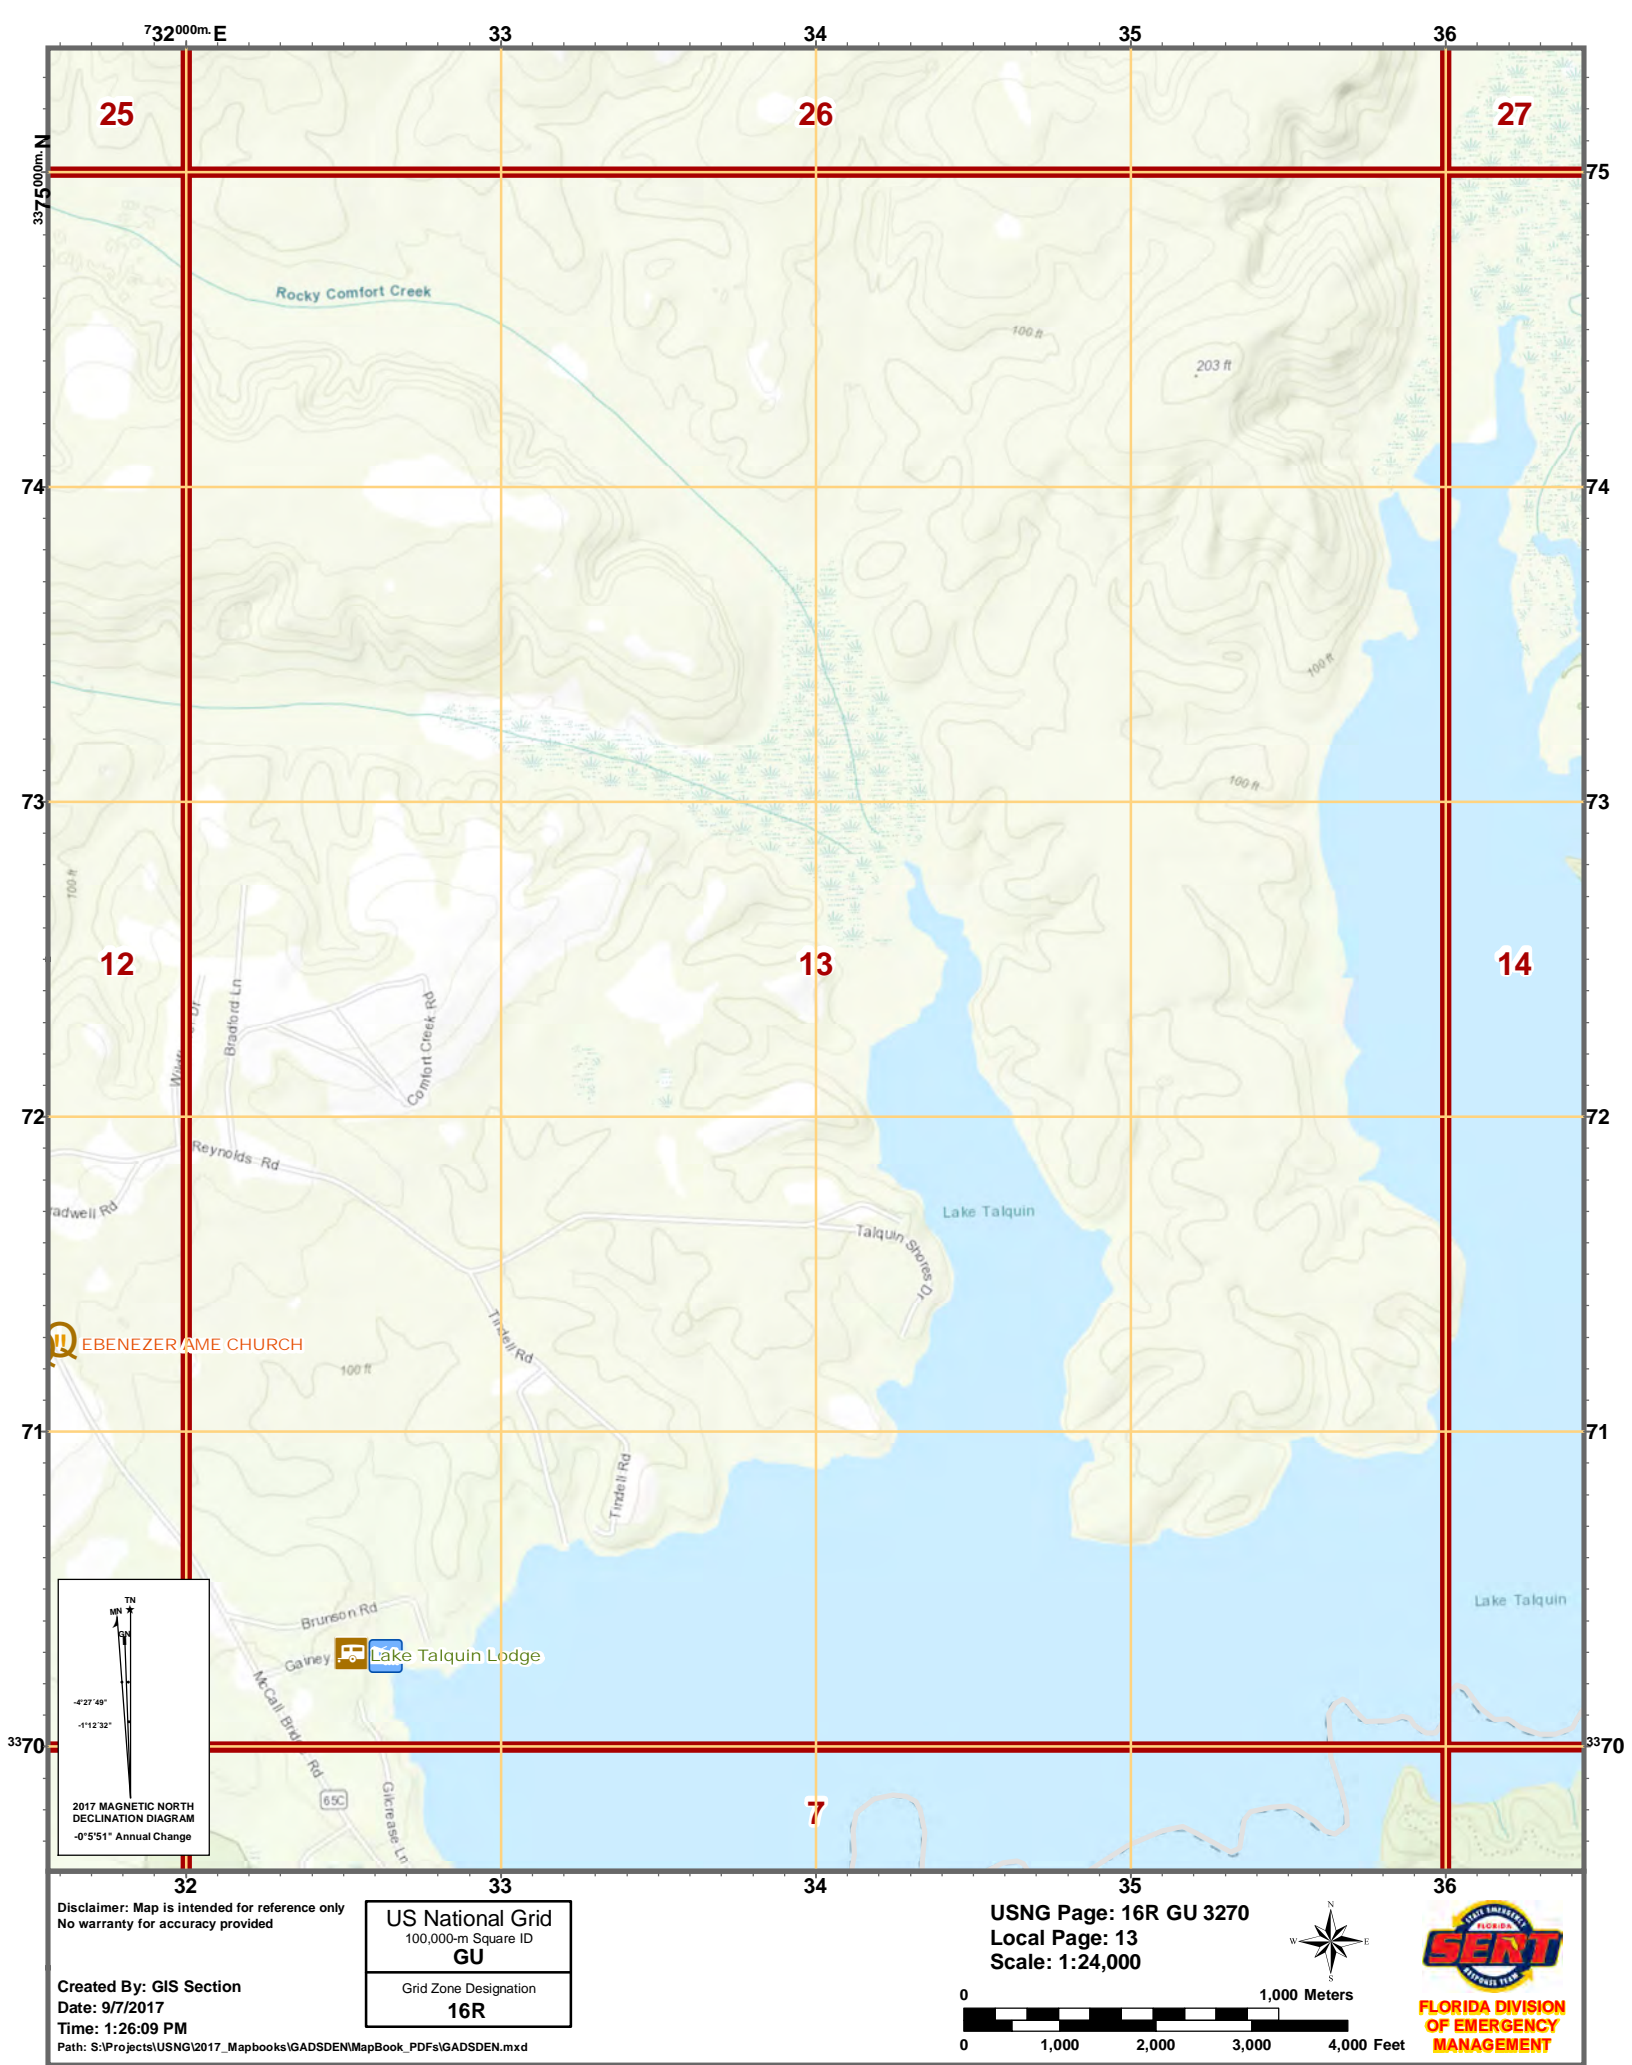 732000m. E 33 34 35 36
25 26 27
3375000m. N 75
Rocky Comfort Creek
100 ft
203 ft
74 74
100 ft
73 100 ft 73
100 ft
12 13 14
Bradford Ln
Comfort Creek Rd
72 72
Reynolds Rd
adwell Rd
Lake Talquin
Talquin Shores Dr
Tindell Rd
EBENEZER AME CHURCH
100 ft
71 71
Tindell Rd
Brunson Rd
Lake Talquin
Gainey
Lake Talquin Lodge
McCall Bridge Rd
3370 3370
65C
Gilcrease Ln
7
TN
MN
GN
-4°27´49"
-1°12´32"
2017 MAGNETIC NORTH
DECLINATION DIAGRAM
-0°5'51" Annual Change
32 33 34 35 36
Disclaimer: Map is intended for reference only
No warranty for accuracy provided
Created By: GIS Section
Date: 9/7/2017
Time: 1:26:09 PM
Path: S:\Projects\USNG\2017_Mapbooks\GADSDEN\MapBook_PDFs\GADSDEN.mxd
US National Grid
100,000-m Square ID
GU
Grid Zone Designation
16R
USNG Page: 16R GU 3270
Local Page: 13
Scale: 1:24,000
N
W E
S
0 1,000 Meters
0 1,000 2,000 3,000 4,000 Feet
STATE EMERGENCY
FLORIDA
SERT
RESPONSE TEAM
FLORIDA DIVISION
OF EMERGENCY
MANAGEMENT